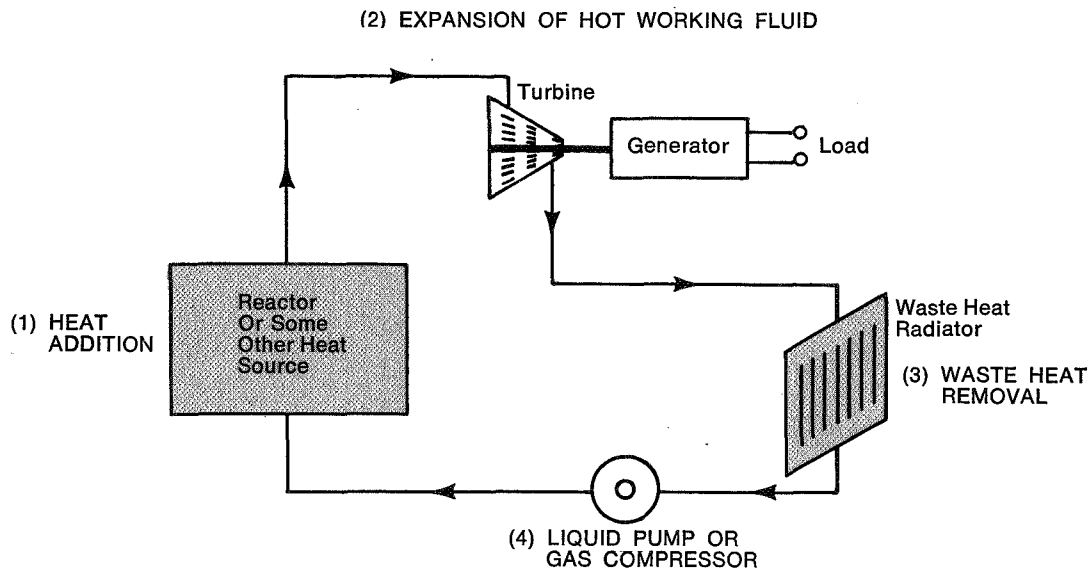 (2) EXPANSION OF HOT WORKING FLUID
Turbine
Generator
Load
Reactor
Or Some
Other Heat
Source
(1) HEAT
ADDITION
Waste Heat
Radiator
(3) WASTE HEAT
REMOVAL
(4) LIQUID PUMP OR
GAS COMPRESSOR